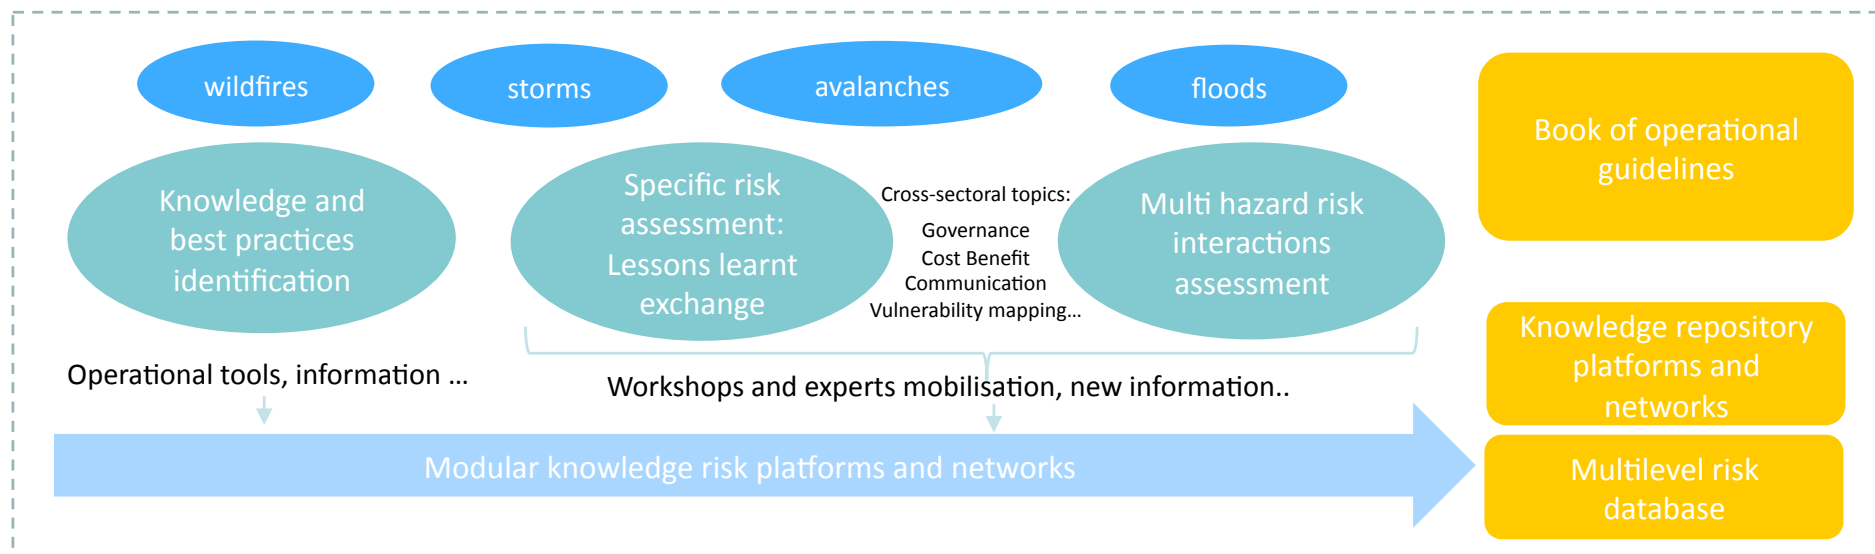 wildfires
storms
avalanches
floods
Knowledge and
best practices
identification
Specific risk
assessment:
Lessons learnt
exchange
Cross-sectoral topics:
Governance
Cost Benefit
Communication
Vulnerability mapping...
Multi hazard risk
interactions
assessment
Book of operational
guidelines
Operational tools, information ...
Workshops and experts mobilisation, new information..
Knowledge repository
platforms and
networks
Modular knowledge risk platforms and networks
Multilevel risk
database